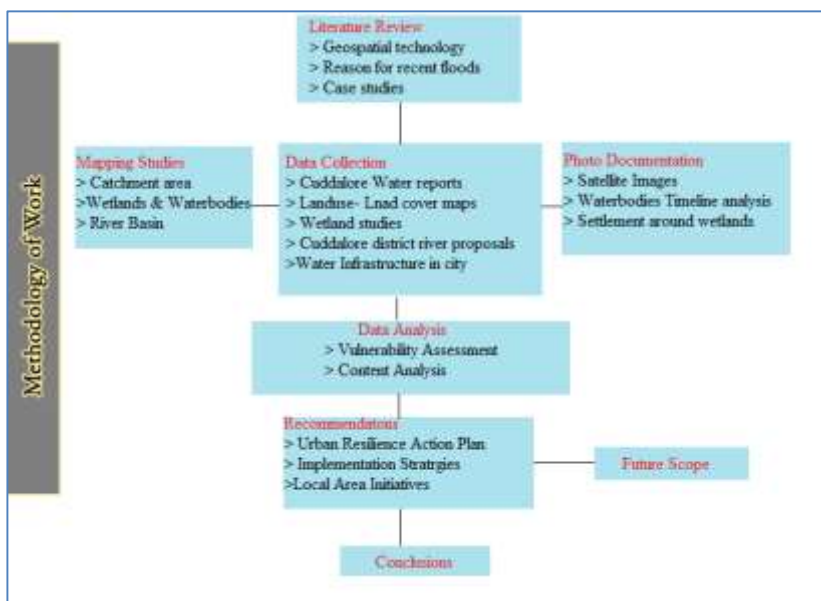 Methodology of Work
Literature Review
> Geospatial technology
> Reason for recent floods
> Case studies
Mapping Studies
> Catchment area
>Wetlands & Waterbodies
> River Basin
Data Collection
> Cuddalore Water reports
> Landuse- Lnad cover maps
> Wetland studies
> Cuddalore district river proposals
>Water Infrastructure in city
Photo Documentation
> Satellite Images
> Waterbodies Timeline analysis
> Settlement around wetlands
Data Analysis
> Vulnerability Assessment
> Content Analysis
Recommendatons
> Urban Resilience Action Plan
> Implementation Stratrgies
>Local Area Initiatives
Future Scope
Conclusions